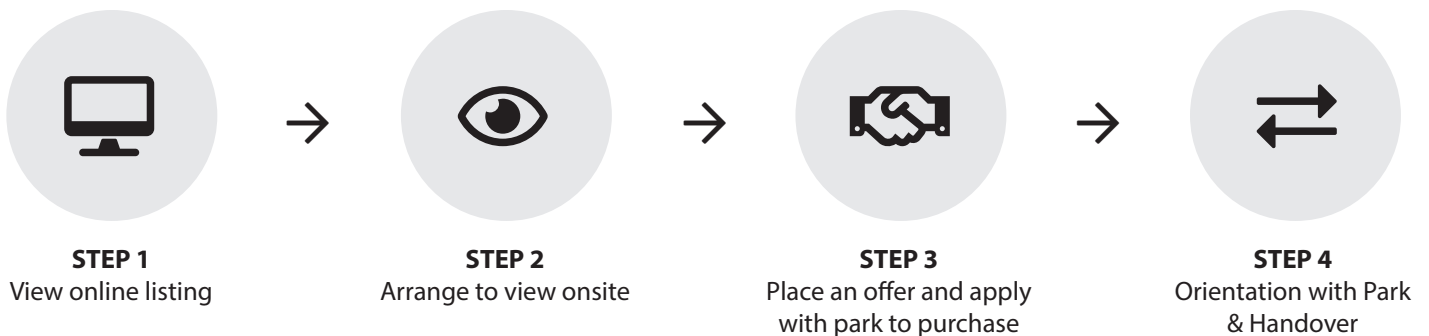 STEP 1
View online listing
STEP 2
Arrange to view onsite
STEP 3
Place an offer and apply
with park to purchase
STEP 4
Orientation with Park
& Handover